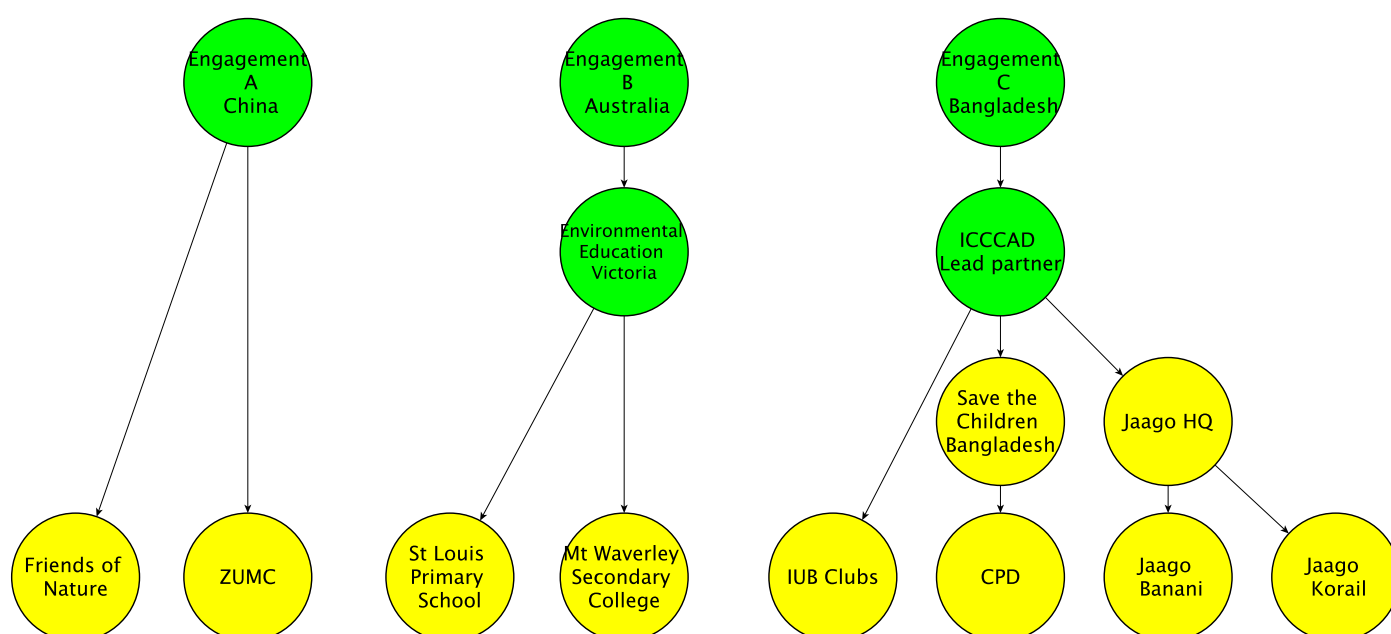 Engagement
A
China
Engagement
B
Australia
Engagement
C
Bangladesh
Environmental
Education
Victoria
ICCCAD
Lead partner
Save the
Children
Bangladesh
Jaago HQ
Friends of
Nature
ZUMC
St Louis
Primary
School
Mt Waverley
Secondary
College
IUB Clubs
CPD
Jaago
Banani
Jaago
Korail